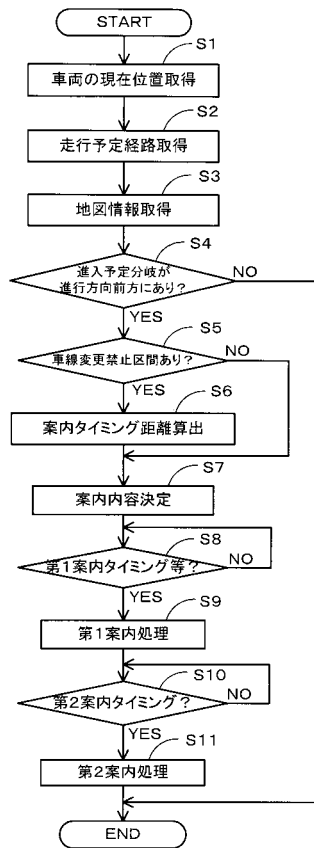 START
S1
車両の現在位置取得
S2
走行予定経路取得
S3
地図情報取得
S4
進入予定分岐が
進行方向前方にあり?
NO
YES
S5
車線変更禁止区間あり?
NO
YES
S6
案内タイミング距離算出
S7
案内内容決定
S8
第1案内タイミング等?
NO
YES
S9
第1案内処理
S10
第2案内タイミング?
NO
YES
S11
第2案内処理
END